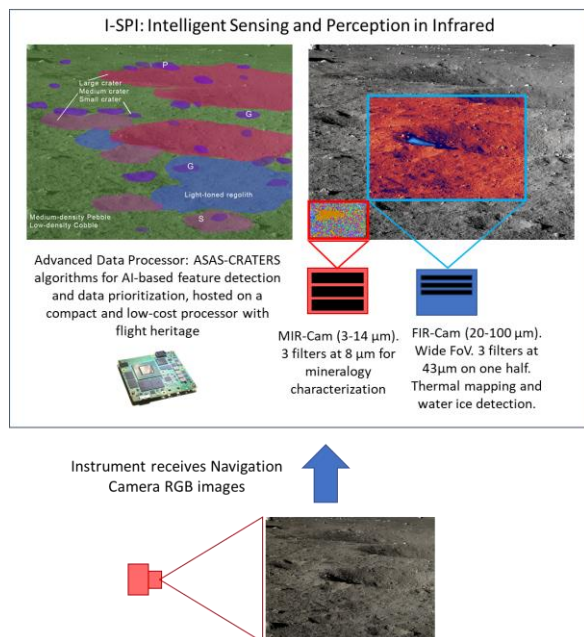 I-SPI: Intelligent Sensing and Perception in Infrared
P
Large crater
Medium crater
Small crater
G
G
Light-toned regolith
Medium-density Pebble
Low-density Cobble
S
Advanced Data Processor: ASAS-CRATERS
algorithms for AI-based feature detection
and data prioritization, hosted on a
compact and low-cost processor with
flight heritage
MIR-Cam (3-14 μm).
3 filters at 8 μm for
mineralogy
characterization
FIR-Cam (20-100 μm).
Wide FoV. 3 filters at
43μm on one half.
Thermal mapping and
water ice detection.
Instrument receives Navigation
Camera RGB images